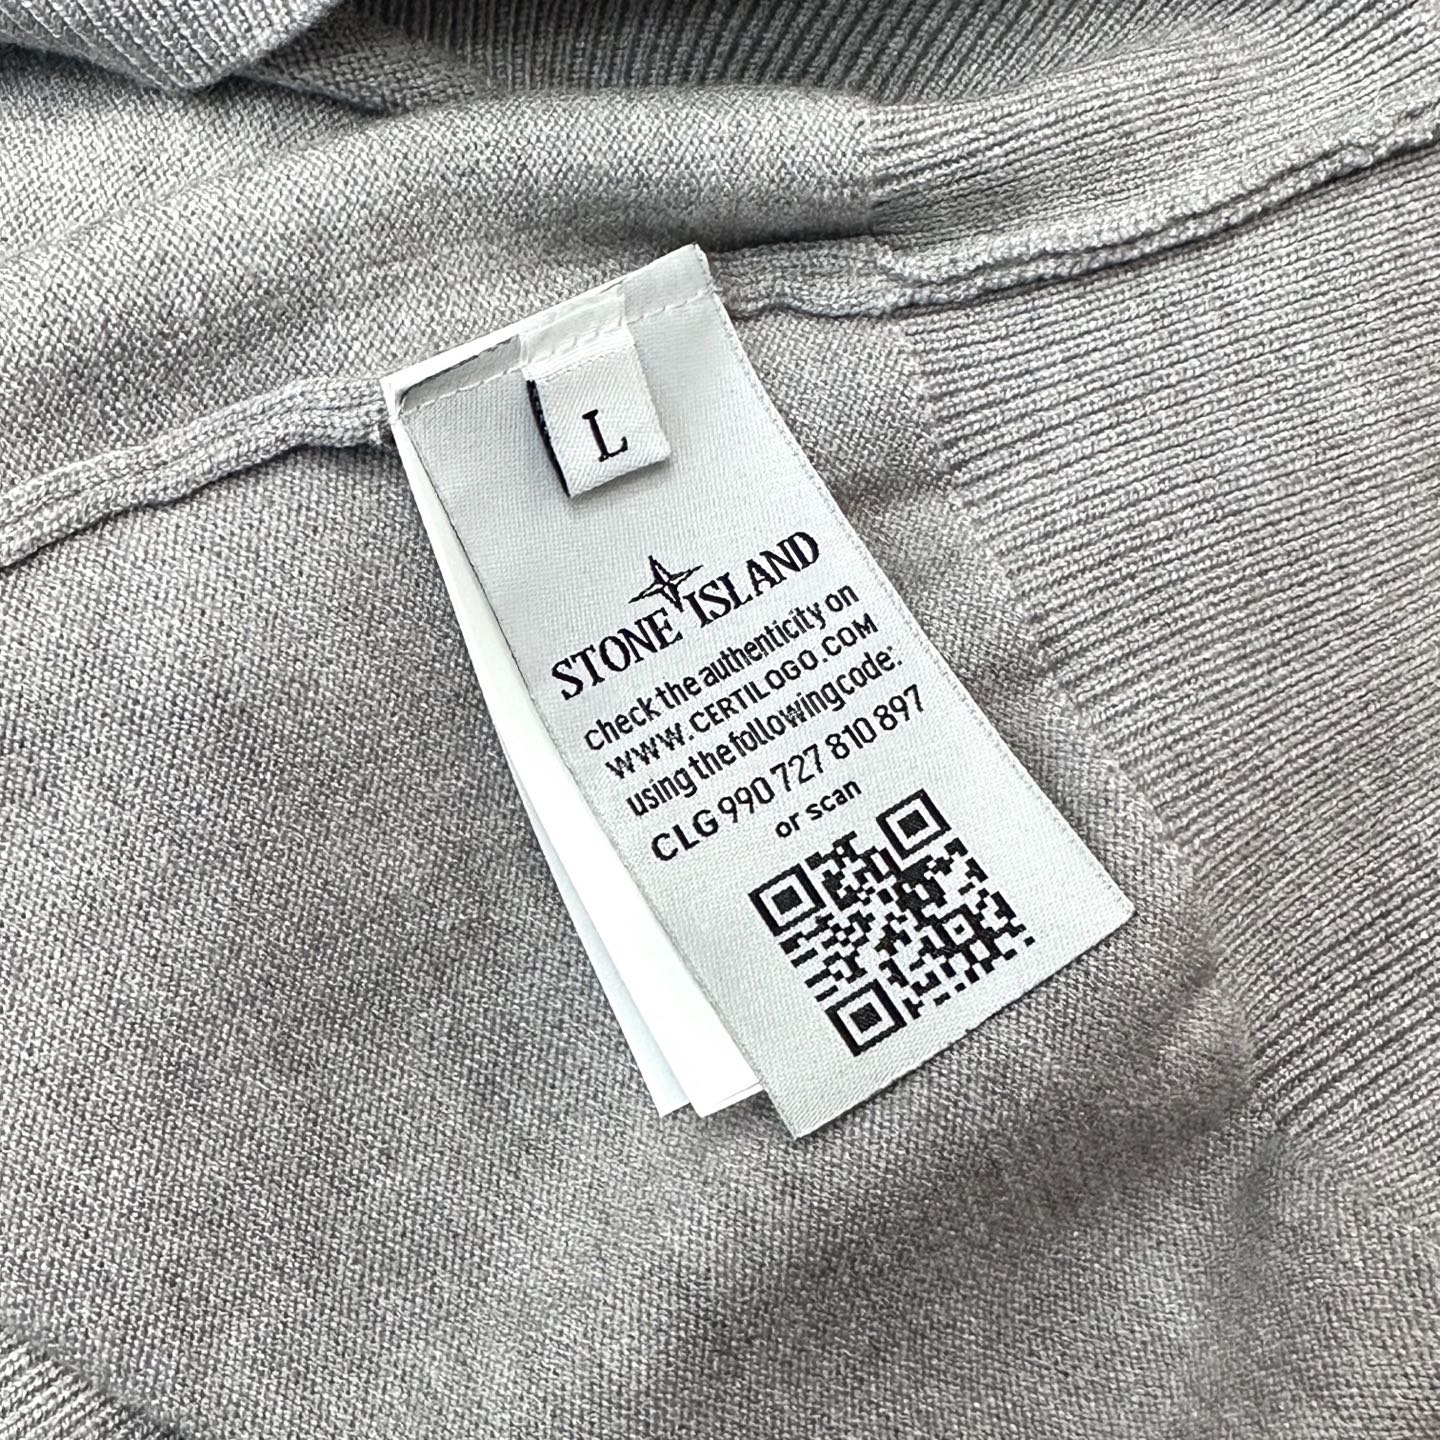 L
STONE ISLAND
check the authenticity on
WWW.CERTILOGO.COM
using the following code:
CLG 990 727 810 897
or scan